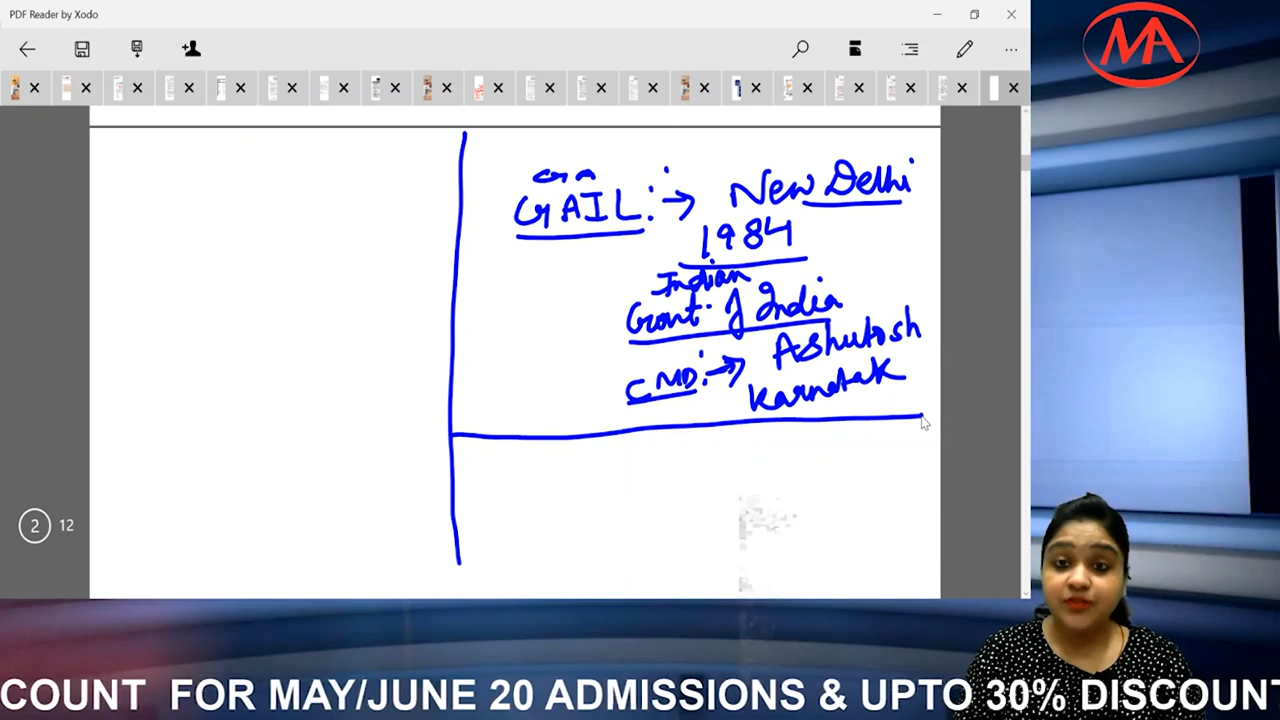 PDF Reader by Xodo
MA
GAIL :→ New Delhi
1984
Indian
Govt. of India
CMD :→ Ashutosh
Karnatak
2 12
COUNT FOR MAY/JUNE 20 ADMISSIONS & UPTO 30% DISCOUNT